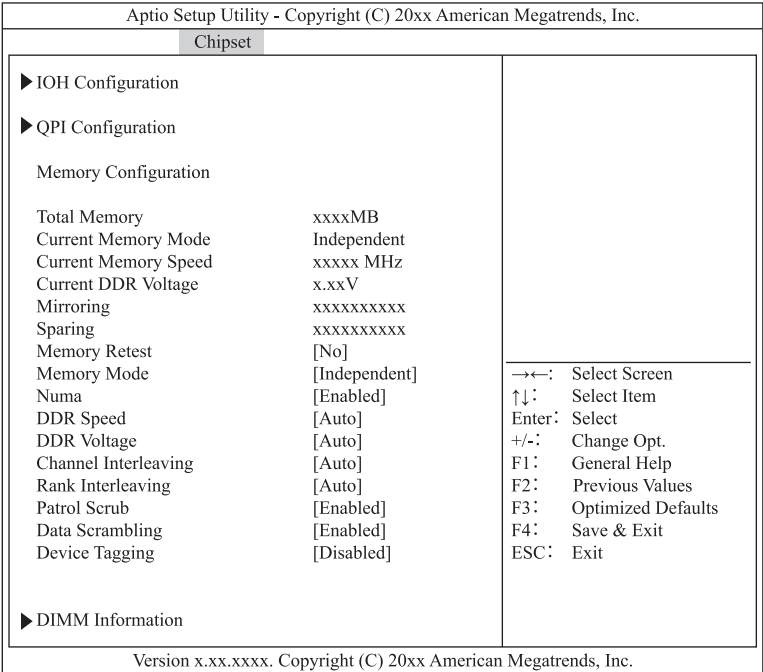 Aptio Setup Utility - Copyright (C) 20xx American Megatrends, Inc.
Chipset
▶IOH Configuration
▶QPI Configuration
Memory Configuration
Total Memory xxxxMB
Current Memory Mode Independent
Current Memory Speed xxxxx MHz
Current DDR Voltage x.xxV
Mirroring xxxxxxxxxx
Sparing xxxxxxxxxx
Memory Retest [No]
Memory Mode [Independent]
Numa [Enabled]
DDR Speed [Auto]
DDR Voltage [Auto]
Channel Interleaving [Auto]
Rank Interleaving [Auto]
Patrol Scrub [Enabled]
Data Scrambling [Enabled]
Device Tagging [Disabled]
▶DIMM Information
→←: Select Screen
↑↓: Select Item
Enter: Select
+/-: Change Opt.
F1: General Help
F2: Previous Values
F3: Optimized Defaults
F4: Save & Exit
ESC: Exit
Version x.xx.xxxx. Copyright (C) 20xx American Megatrends, Inc.